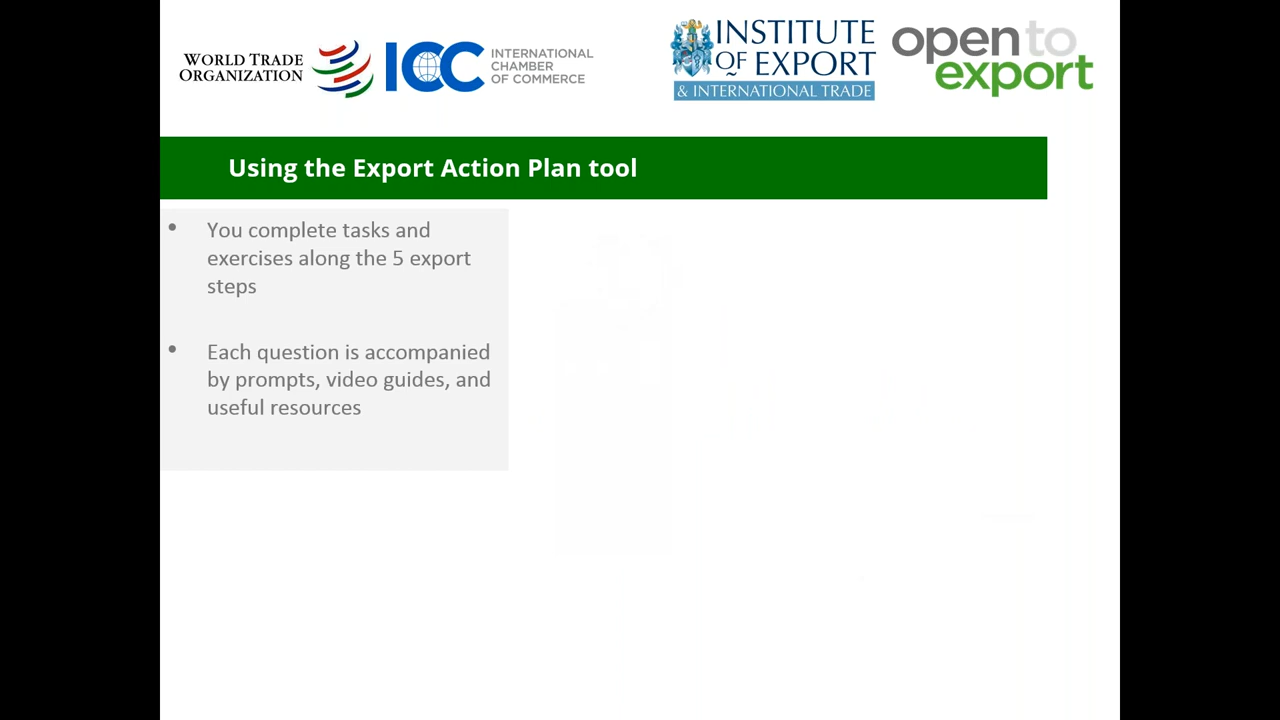 WORLD TRADE
ORGANIZATION
ICC
INTERNATIONAL
CHAMBER
OF COMMERCE
INSTITUTE
OF EXPORT
& INTERNATIONAL TRADE
open to
export
Using the Export Action Plan tool
• You complete tasks and
exercises along the 5 export
steps
• Each question is accompanied
by prompts, video guides, and
useful resources